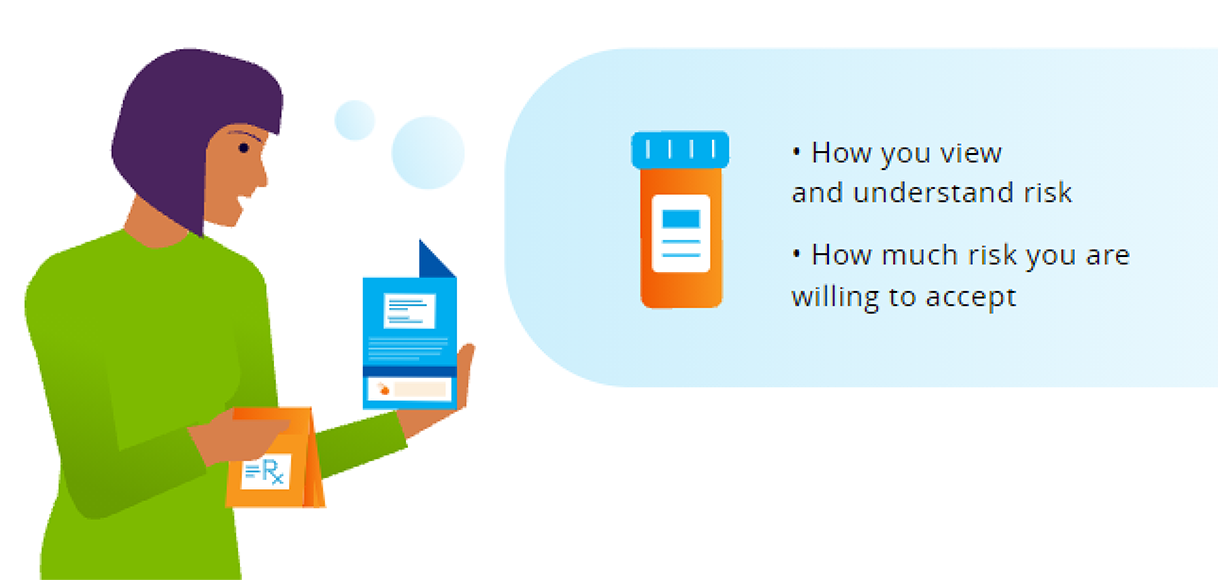 • How you view
and understand risk
• How much risk you are
willing to accept
Rx